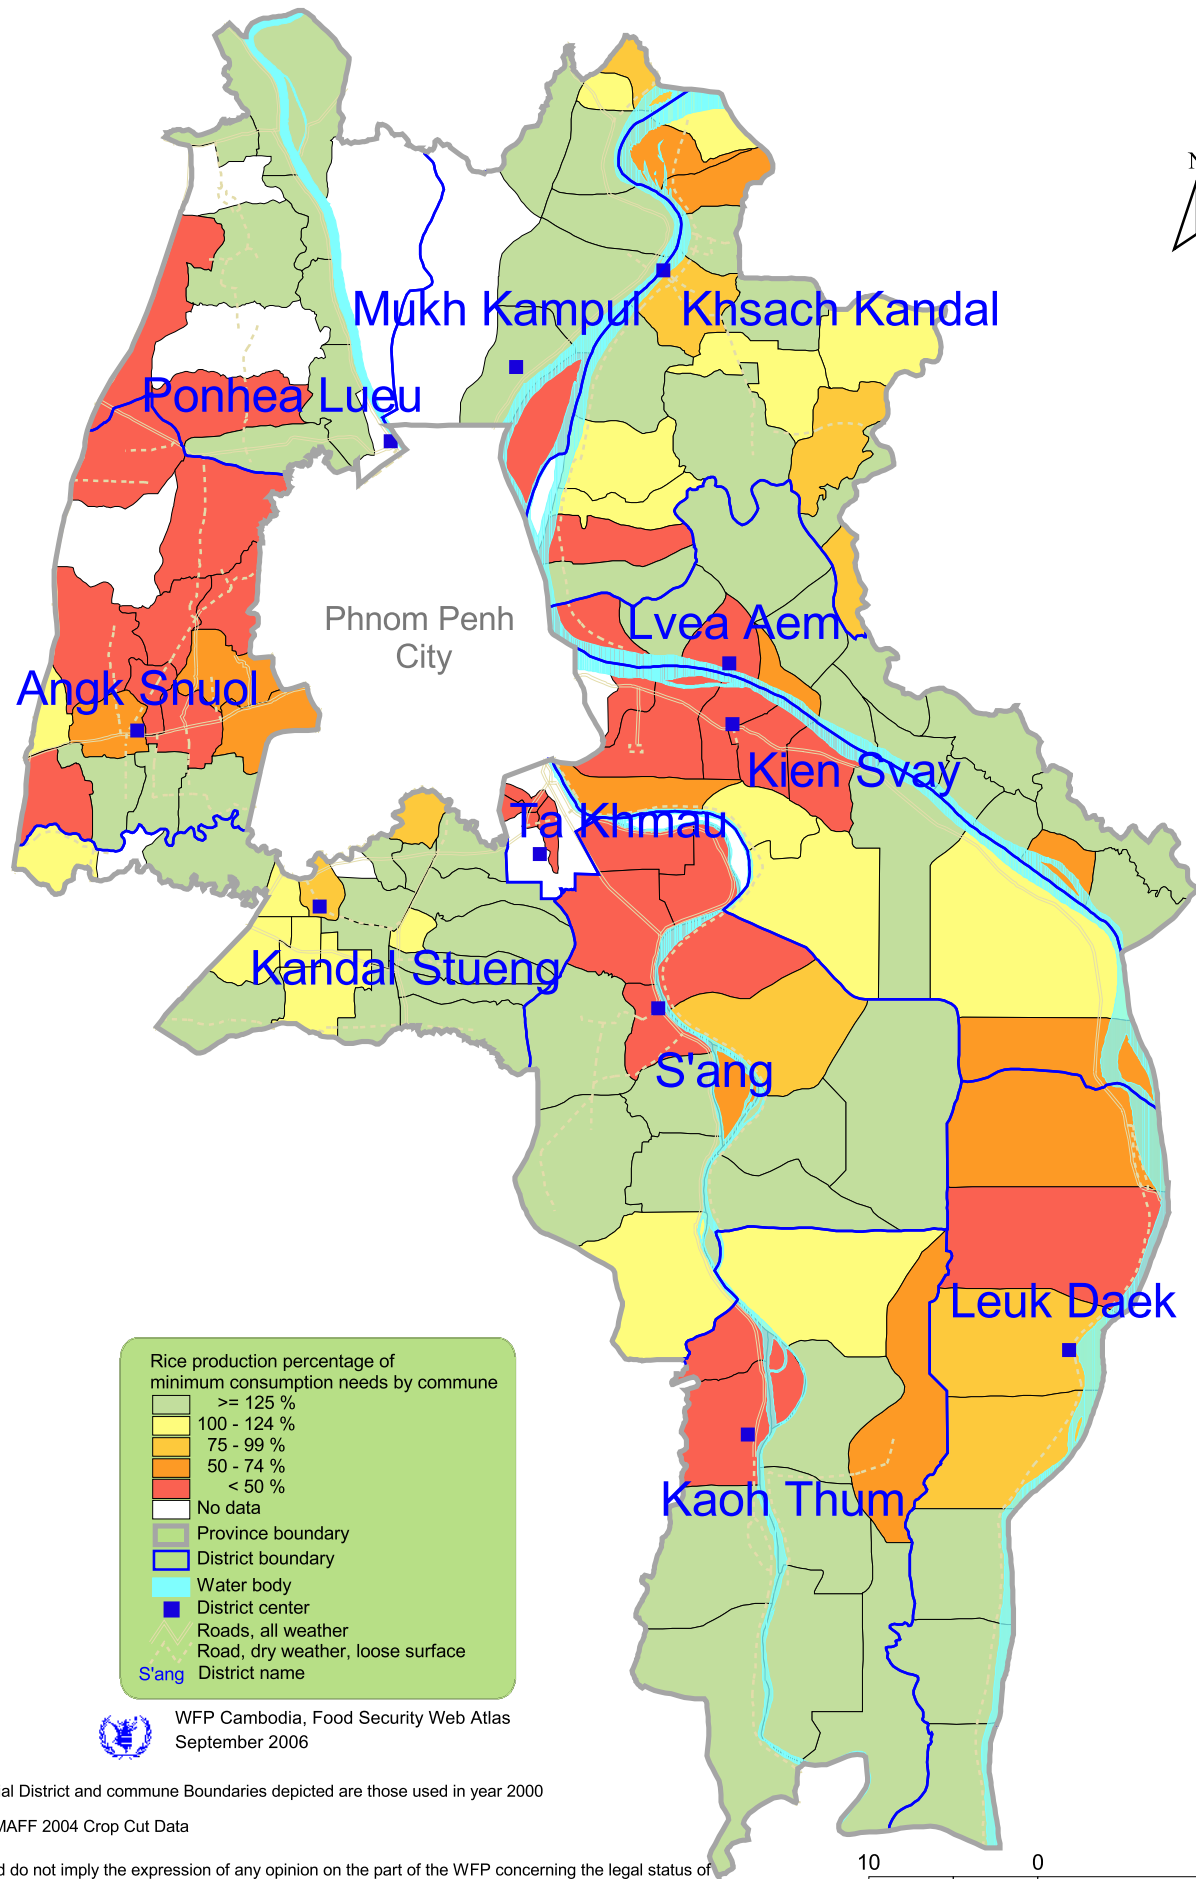 N
Mukh Kampul
Khsach Kandal
Ponhea Lueu
Phnom Penh
City
Lvea Aem
Angk Snuol
Kien Svay
Ta Khmau
Kandal Stueng
S'ang
Leuk Daek
Kaoh Thum
Rice production percentage of
minimum consumption needs by commune
>= 125 %
100 - 124 %
75 - 99 %
50 - 74 %
< 50 %
No data
Province boundary
District boundary
Water body
District center
Roads, all weather
Road, dry weather, loose surface
S'ang District name
WFP Cambodia, Food Security Web Atlas
September 2006
al District and commune Boundaries depicted are those used in year 2000
MAFF 2004 Crop Cut Data
d do not imply the expression of any opinion on the part of the WFP concerning the legal status of
10 0